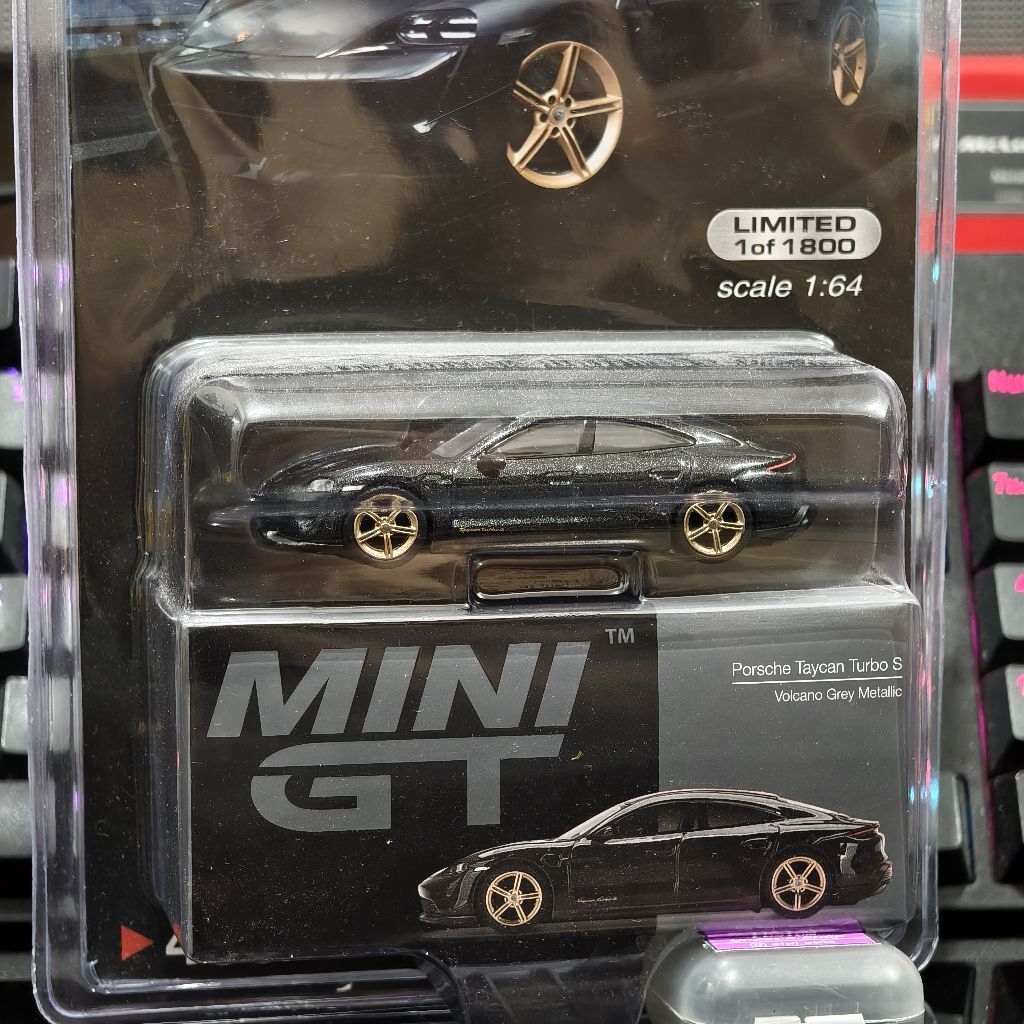 LIMITED
1of 1800
scale 1:64
MINI
GT
TM
Porsche Taycan Turbo S
Volcano Grey Metallic